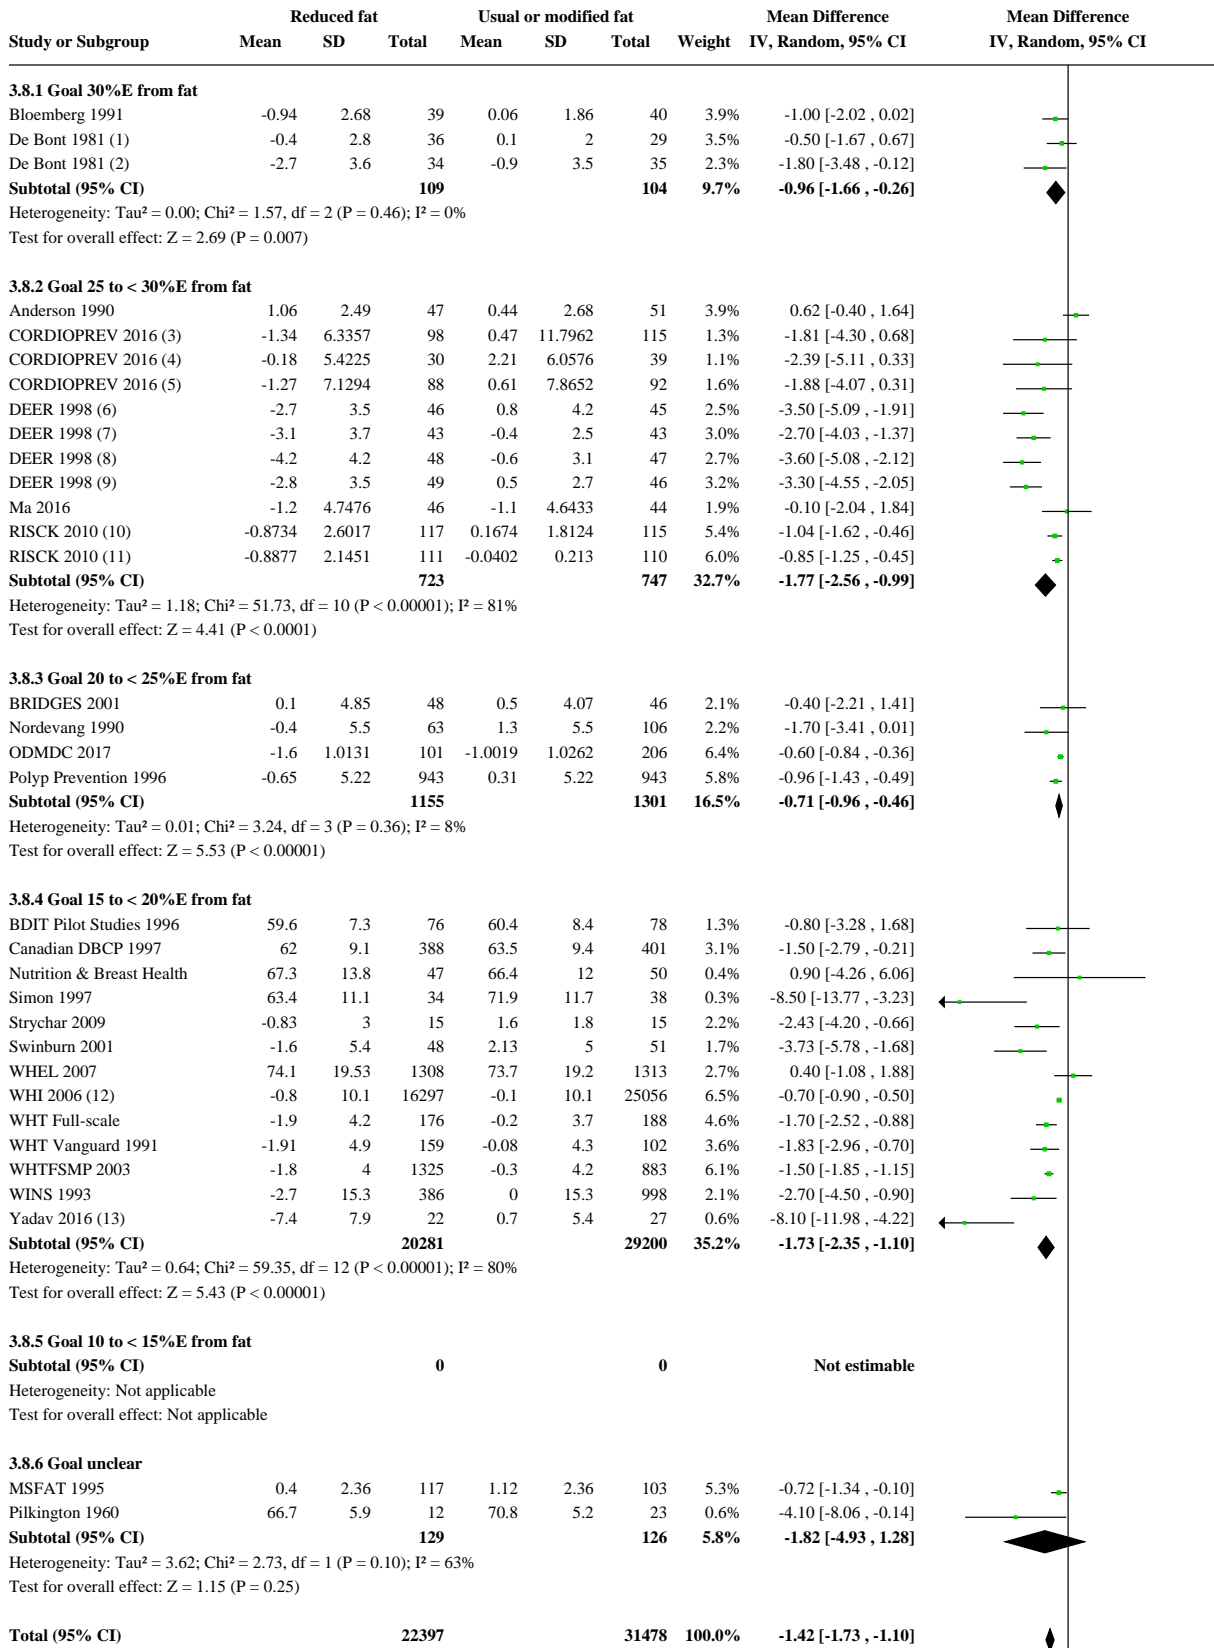 Reduced fat Usual or modified fat Mean Difference Mean Difference
Study or Subgroup Mean SD Total Mean SD Total Weight IV, Random, 95% CI IV, Random, 95% CI
3.8.1 Goal 30%E from fat
Bloemberg 1991 -0.94 2.68 39 0.06 1.86 40 3.9% -1.00 [-2.02 , 0.02]
De Bont 1981 (1) -0.4 2.8 36 0.1 2 29 3.5% -0.50 [-1.67 , 0.67]
De Bont 1981 (2) -2.7 3.6 34 -0.9 3.5 35 2.3% -1.80 [-3.48 , -0.12]
Subtotal (95% CI) 109 104 9.7% -0.96 [-1.66 , -0.26]
Heterogeneity: Tau² = 0.00; Chi² = 1.57, df = 2 (P = 0.46); I² = 0%
Test for overall effect: Z = 2.69 (P = 0.007)
3.8.2 Goal 25 to < 30%E from fat
Anderson 1990 1.06 2.49 47 0.44 2.68 51 3.9% 0.62 [-0.40 , 1.64]
CORDIOPREV 2016 (3) -1.34 6.3357 98 0.47 11.7962 115 1.3% -1.81 [-4.30 , 0.68]
CORDIOPREV 2016 (4) -0.18 5.4225 30 2.21 6.0576 39 1.1% -2.39 [-5.11 , 0.33]
CORDIOPREV 2016 (5) -1.27 7.1294 88 0.61 7.8652 92 1.6% -1.88 [-4.07 , 0.31]
DEER 1998 (6) -2.7 3.5 46 0.8 4.2 45 2.5% -3.50 [-5.09 , -1.91]
DEER 1998 (7) -3.1 3.7 43 -0.4 2.5 43 3.0% -2.70 [-4.03 , -1.37]
DEER 1998 (8) -4.2 4.2 48 -0.6 3.1 47 2.7% -3.60 [-5.08 , -2.12]
DEER 1998 (9) -2.8 3.5 49 0.5 2.7 46 3.2% -3.30 [-4.55 , -2.05]
Ma 2016 -1.2 4.7476 46 -1.1 4.6433 44 1.9% -0.10 [-2.04 , 1.84]
RISCK 2010 (10) -0.8734 2.6017 117 0.1674 1.8124 115 5.4% -1.04 [-1.62 , -0.46]
RISCK 2010 (11) -0.8877 2.1451 111 -0.0402 0.213 110 6.0% -0.85 [-1.25 , -0.45]
Subtotal (95% CI) 723 747 32.7% -1.77 [-2.56 , -0.99]
Heterogeneity: Tau² = 1.18; Chi² = 51.73, df = 10 (P < 0.00001); I² = 81%
Test for overall effect: Z = 4.41 (P < 0.0001)
3.8.3 Goal 20 to < 25%E from fat
BRIDGES 2001 0.1 4.85 48 0.5 4.07 46 2.1% -0.40 [-2.21 , 1.41]
Nordevang 1990 -0.4 5.5 63 1.3 5.5 106 2.2% -1.70 [-3.41 , 0.01]
ODMDC 2017 -1.6 1.0131 101 -1.0019 1.0262 206 6.4% -0.60 [-0.84 , -0.36]
Polyp Prevention 1996 -0.65 5.22 943 0.31 5.22 943 5.8% -0.96 [-1.43 , -0.49]
Subtotal (95% CI) 1155 1301 16.5% -0.71 [-0.96 , -0.46]
Heterogeneity: Tau² = 0.01; Chi² = 3.24, df = 3 (P = 0.36); I² = 8%
Test for overall effect: Z = 5.53 (P < 0.00001)
3.8.4 Goal 15 to < 20%E from fat
BDIT Pilot Studies 1996 59.6 7.3 76 60.4 8.4 78 1.3% -0.80 [-3.28 , 1.68]
Canadian DBCP 1997 62 9.1 388 63.5 9.4 401 3.1% -1.50 [-2.79 , -0.21]
Nutrition & Breast Health 67.3 13.8 47 66.4 12 50 0.4% 0.90 [-4.26 , 6.06]
Simon 1997 63.4 11.1 34 71.9 11.7 38 0.3% -8.50 [-13.77 , -3.23]
Strychar 2009 -0.83 3 15 1.6 1.8 15 2.2% -2.43 [-4.20 , -0.66]
Swinburn 2001 -1.6 5.4 48 2.13 5 51 1.7% -3.73 [-5.78 , -1.68]
WHEL 2007 74.1 19.53 1308 73.7 19.2 1313 2.7% 0.40 [-1.08 , 1.88]
WHI 2006 (12) -0.8 10.1 16297 -0.1 10.1 25056 6.5% -0.70 [-0.90 , -0.50]
WHT Full-scale -1.9 4.2 176 -0.2 3.7 188 4.6% -1.70 [-2.52 , -0.88]
WHT Vanguard 1991 -1.91 4.9 159 -0.08 4.3 102 3.6% -1.83 [-2.96 , -0.70]
WHTFSMP 2003 -1.8 4 1325 -0.3 4.2 883 6.1% -1.50 [-1.85 , -1.15]
WINS 1993 -2.7 15.3 386 0 15.3 998 2.1% -2.70 [-4.50 , -0.90]
Yadav 2016 (13) -7.4 7.9 22 0.7 5.4 27 0.6% -8.10 [-11.98 , -4.22]
Subtotal (95% CI) 20281 29200 35.2% -1.73 [-2.35 , -1.10]
Heterogeneity: Tau² = 0.64; Chi² = 59.35, df = 12 (P < 0.00001); I² = 80%
Test for overall effect: Z = 5.43 (P < 0.00001)
3.8.5 Goal 10 to < 15%E from fat
Subtotal (95% CI) 0 0 Not estimable
Heterogeneity: Not applicable
Test for overall effect: Not applicable
3.8.6 Goal unclear
MSFAT 1995 0.4 2.36 117 1.12 2.36 103 5.3% -0.72 [-1.34 , -0.10]
Pilkington 1960 66.7 5.9 12 70.8 5.2 23 0.6% -4.10 [-8.06 , -0.14]
Subtotal (95% CI) 129 126 5.8% -1.82 [-4.93 , 1.28]
Heterogeneity: Tau² = 3.62; Chi² = 2.73, df = 1 (P = 0.10); I² = 63%
Test for overall effect: Z = 1.15 (P = 0.25)
Total (95% CI) 22397 31478 100.0% -1.42 [-1.73 , -1.10]